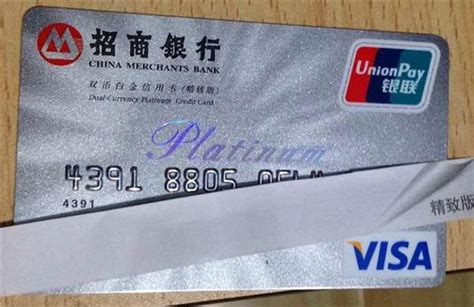 招商銀行
CHINA MERCHANTS BANK
UnionPay
银联
双币白金信用卡(精致版)
Dual-Currency Platinum Credit Card
Platinum
4391 8805
4391
精致版
VISA